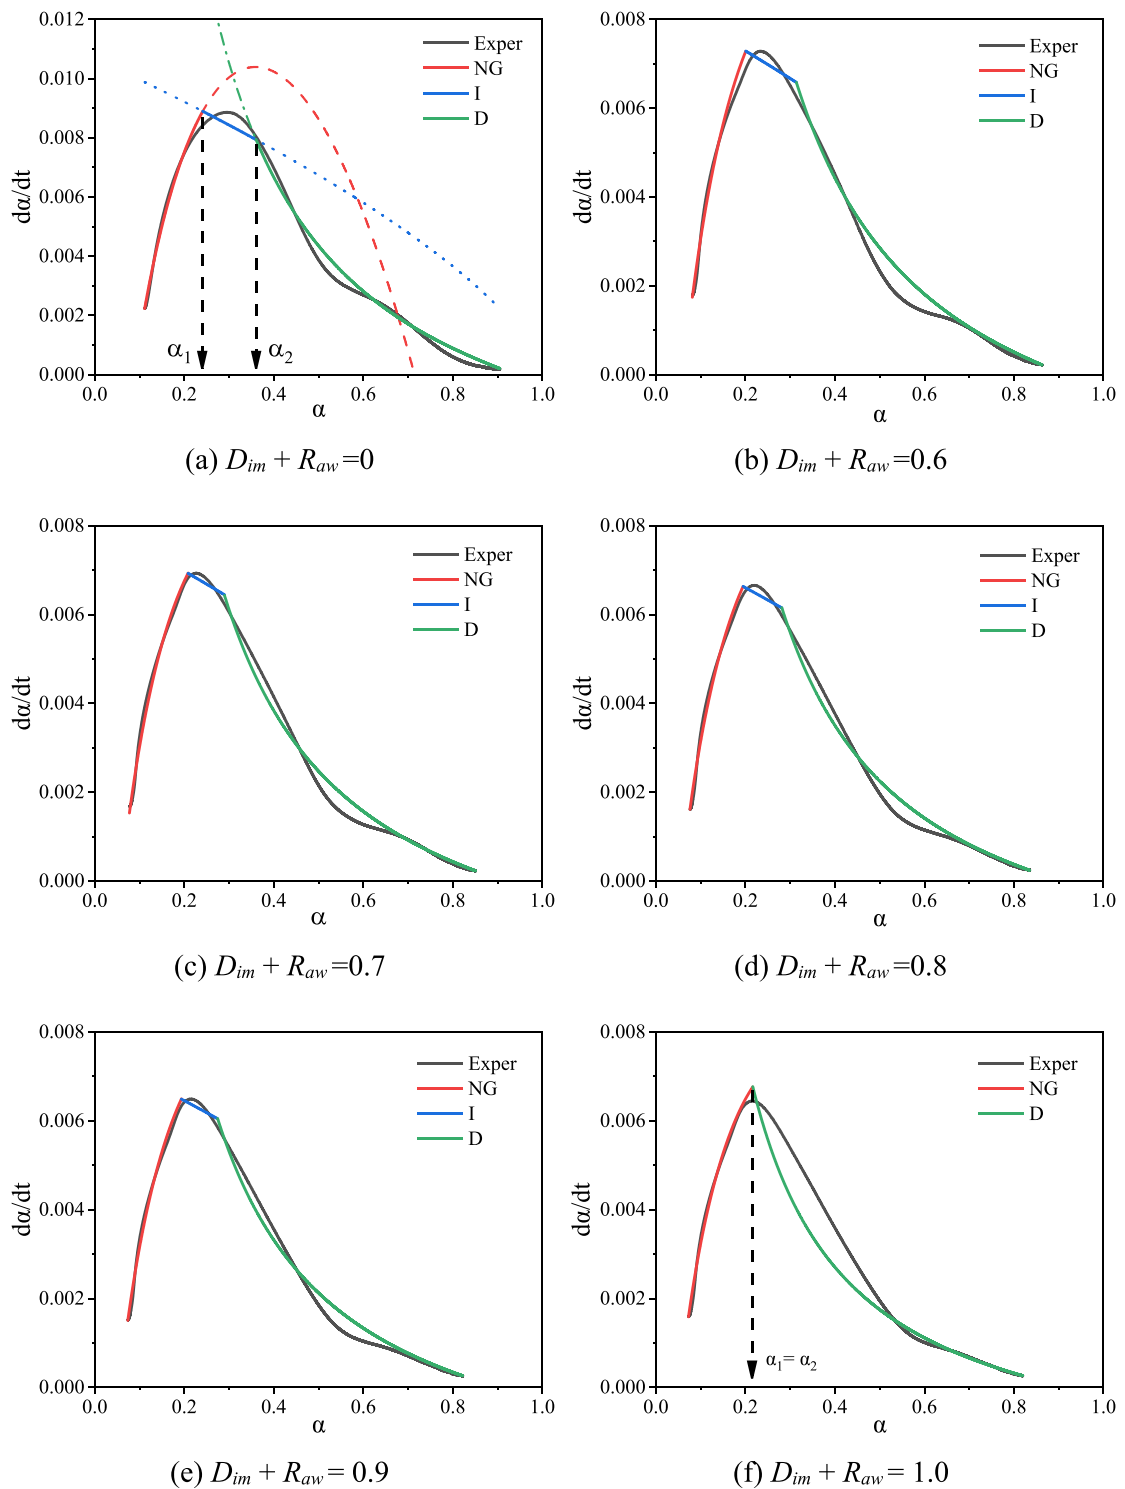 0.012
0.010
0.008
0.006
0.004
0.002
0.000
dα/dt
Exper
NG
I
D
α₁
α₂
0.0 0.2 0.4 0.6 0.8 1.0
α
(a) Dim + Raw =0
0.008
0.006
0.004
0.002
0.000
dα/dt
Exper
NG
I
D
0.0 0.2 0.4 0.6 0.8 1.0
α
(b) Dim + Raw =0.6
0.008
0.006
0.004
0.002
0.000
dα/dt
Exper
NG
I
D
0.0 0.2 0.4 0.6 0.8 1.0
α
(c) Dim + Raw =0.7
0.008
0.006
0.004
0.002
0.000
dα/dt
Exper
NG
I
D
0.0 0.2 0.4 0.6 0.8 1.0
α
(d) Dim + Raw =0.8
0.008
0.006
0.004
0.002
0.000
dα/dt
Exper
NG
I
D
0.0 0.2 0.4 0.6 0.8 1.0
α
(e) Dim + Raw = 0.9
0.008
0.006
0.004
0.002
0.000
dα/dt
Exper
NG
D
α₁= α₂
0.0 0.2 0.4 0.6 0.8 1.0
α
(f) Dim + Raw = 1.0